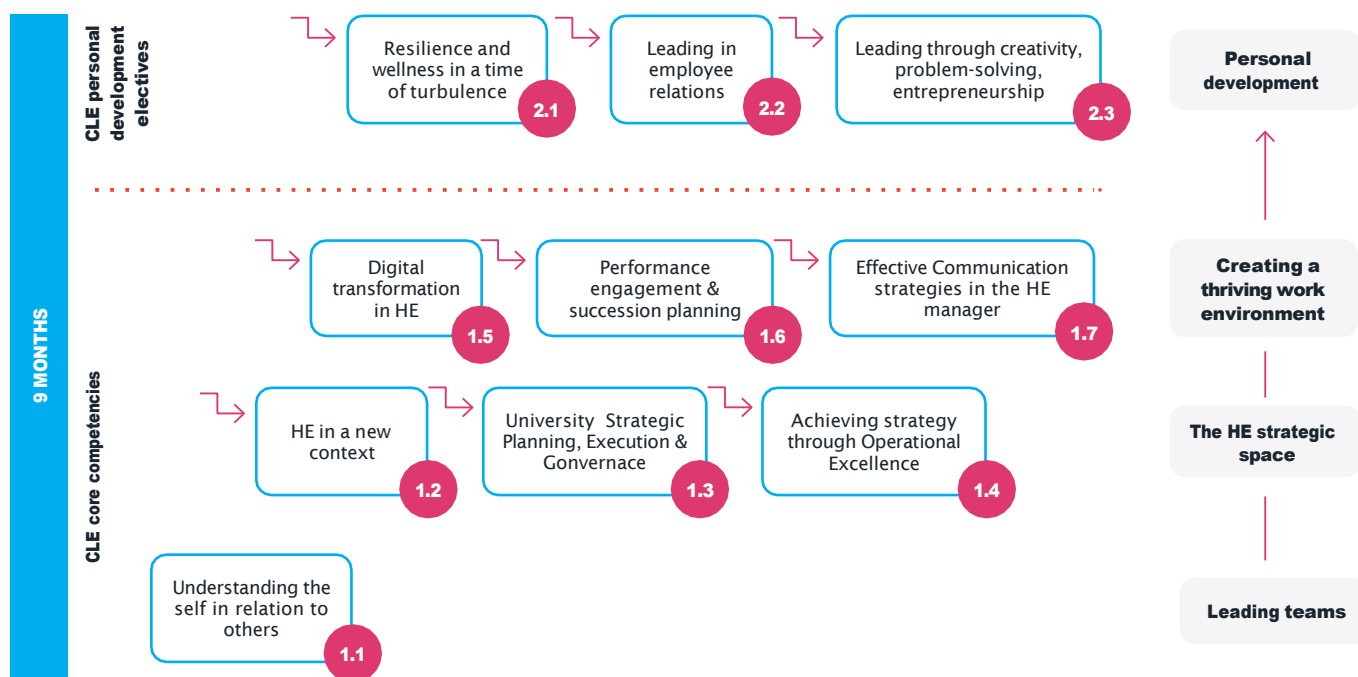 9 MONTHS
CLE personal
development
electives
Resilience and
wellness in a time
of turbulence
2.1
Leading in
employee
relations
2.2
Leading through creativity,
problem-solving,
entrepreneurship
2.3
Personal
development
CLE core competencies
Digital
transformation
in HE
1.5
Performance
engagement &
succession planning
1.6
Effective Communication
strategies in the HE
manager
1.7
Creating a
thriving work
environment
HE in a new
context
1.2
University Strategic
Planning, Execution &
Gonvernace
1.3
Achieving strategy
through Operational
Excellence
1.4
The HE strategic
space
Understanding the
self in relation to
others
1.1
Leading teams